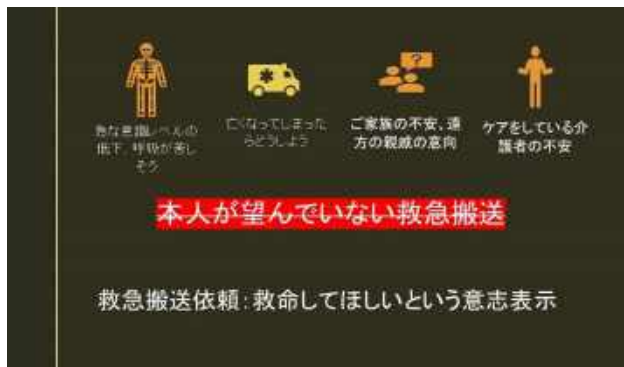 急な意識レベルの
低下、呼吸が苦し
そう
亡くなってしまった
らどうしよう
ご家族の不安、遠
方の親戚の意向
ケアをしている介
護者の不安
本人が望んでいない救急搬送
救急搬送依頼：救命してほしいという意志表示